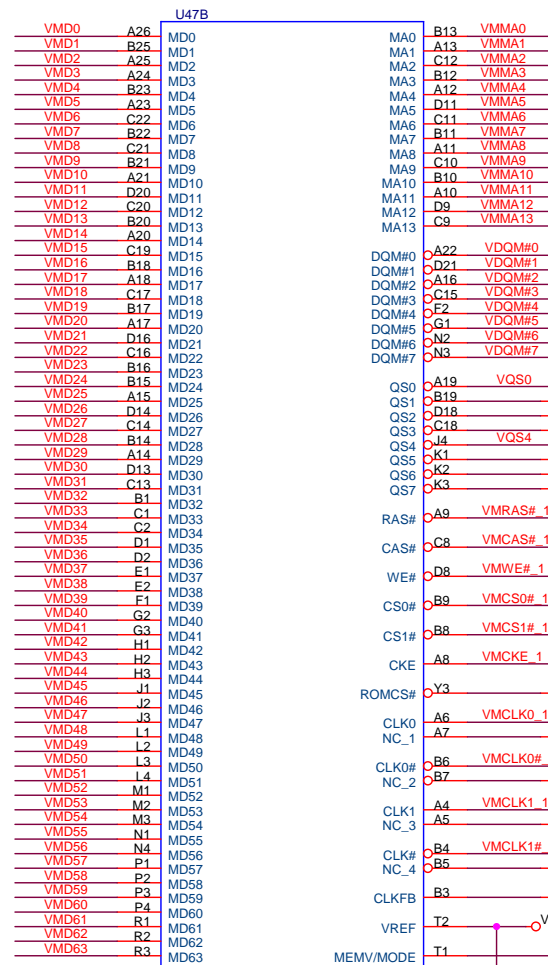 U47B
VMD0 A26 MD0 MA0 B13 VMMA0
VMD1 B25 MD1 MA1 A13 VMMA1
VMD2 A25 MD2 MA2 C12 VMMA2
VMD3 A24 MD3 MA3 B12 VMMA3
VMD4 B23 MD4 MA4 A12 VMMA4
VMD5 A23 MD5 MA5 D11 VMMA5
VMD6 C22 MD6 MA6 C11 VMMA6
VMD7 B22 MD7 MA7 B11 VMMA7
VMD8 C21 MD8 MA8 A11 VMMA8
VMD9 B21 MD9 MA9 C10 VMMA9
VMD10 A21 MD10 MA10 B10 VMMA10
VMD11 D20 MD11 MA11 A10 VMMA11
VMD12 C20 MD12 MA12 D9 VMMA12
VMD13 B20 MD13 MA13 C9 VMMA13
VMD14 A20 MD14
VMD15 C19 MD15 DQM#0 A22 VDQM#0
VMD16 B18 MD16 DQM#1 D21 VDQM#1
VMD17 A18 MD17 DQM#2 A16 VDQM#2
VMD18 C17 MD18 DQM#3 C15 VDQM#3
VMD19 B17 MD19 DQM#4 F2 VDQM#4
VMD20 A17 MD20 DQM#5 G1 VDQM#5
VMD21 D16 MD21 DQM#6 N2 VDQM#6
VMD22 C16 MD22 DQM#7 N3 VDQM#7
VMD23 B16 MD23
VMD24 B15 MD24 QS0 A19 VQS0
VMD25 A15 MD25 QS1 B19
VMD26 D14 MD26 QS2 D18
VMD27 C14 MD27 QS3 C18
VMD28 B14 MD28 QS4 J4 VQS4
VMD29 A14 MD29 QS5 K1
VMD30 D13 MD30 QS6 K2
VMD31 C13 MD31 QS7 K3
VMD32 B1 MD32
VMD33 C1 MD33 RAS# A9 VMRAS#_1
VMD34 C2 MD34
VMD35 D1 MD35 CAS# C8 VMCAS#_1
VMD36 D2 MD36
VMD37 E1 MD37 WE# D8 VMWE#_1
VMD38 E2 MD38
VMD39 F1 MD39 CS0# B9 VMCS0#_1
VMD40 G2 MD40
VMD41 G3 MD41 CS1# B8 VMCS1#_1
VMD42 H1 MD42
VMD43 H2 MD43 CKE A8 VMCKE_1
VMD44 H3 MD44
VMD45 J1 MD45 ROMCS# Y3
VMD46 J2 MD46
VMD47 J3 MD47 CLK0 A6 VMCLK0_1
VMD48 L1 MD48 NC_1 A7
VMD49 L2 MD49
VMD50 L3 MD50 CLK0# B6 VMCLK0#_
VMD51 L4 MD51 NC_2 B7
VMD52 M1 MD52
VMD53 M2 MD53 CLK1 A4 VMCLK1_1
VMD54 M3 MD54 NC_3 A5
VMD55 N1 MD55
VMD56 N4 MD56 CLK# B4 VMCLK1#_
VMD57 P1 MD57 NC_4 B5
VMD58 P2 MD58
VMD59 P3 MD59 CLKFB B3
VMD60 P4 MD60
VMD61 R1 MD61 VREF T2 V
VMD62 R2 MD62
VMD63 R3 MD63 MEMV/MODE T1